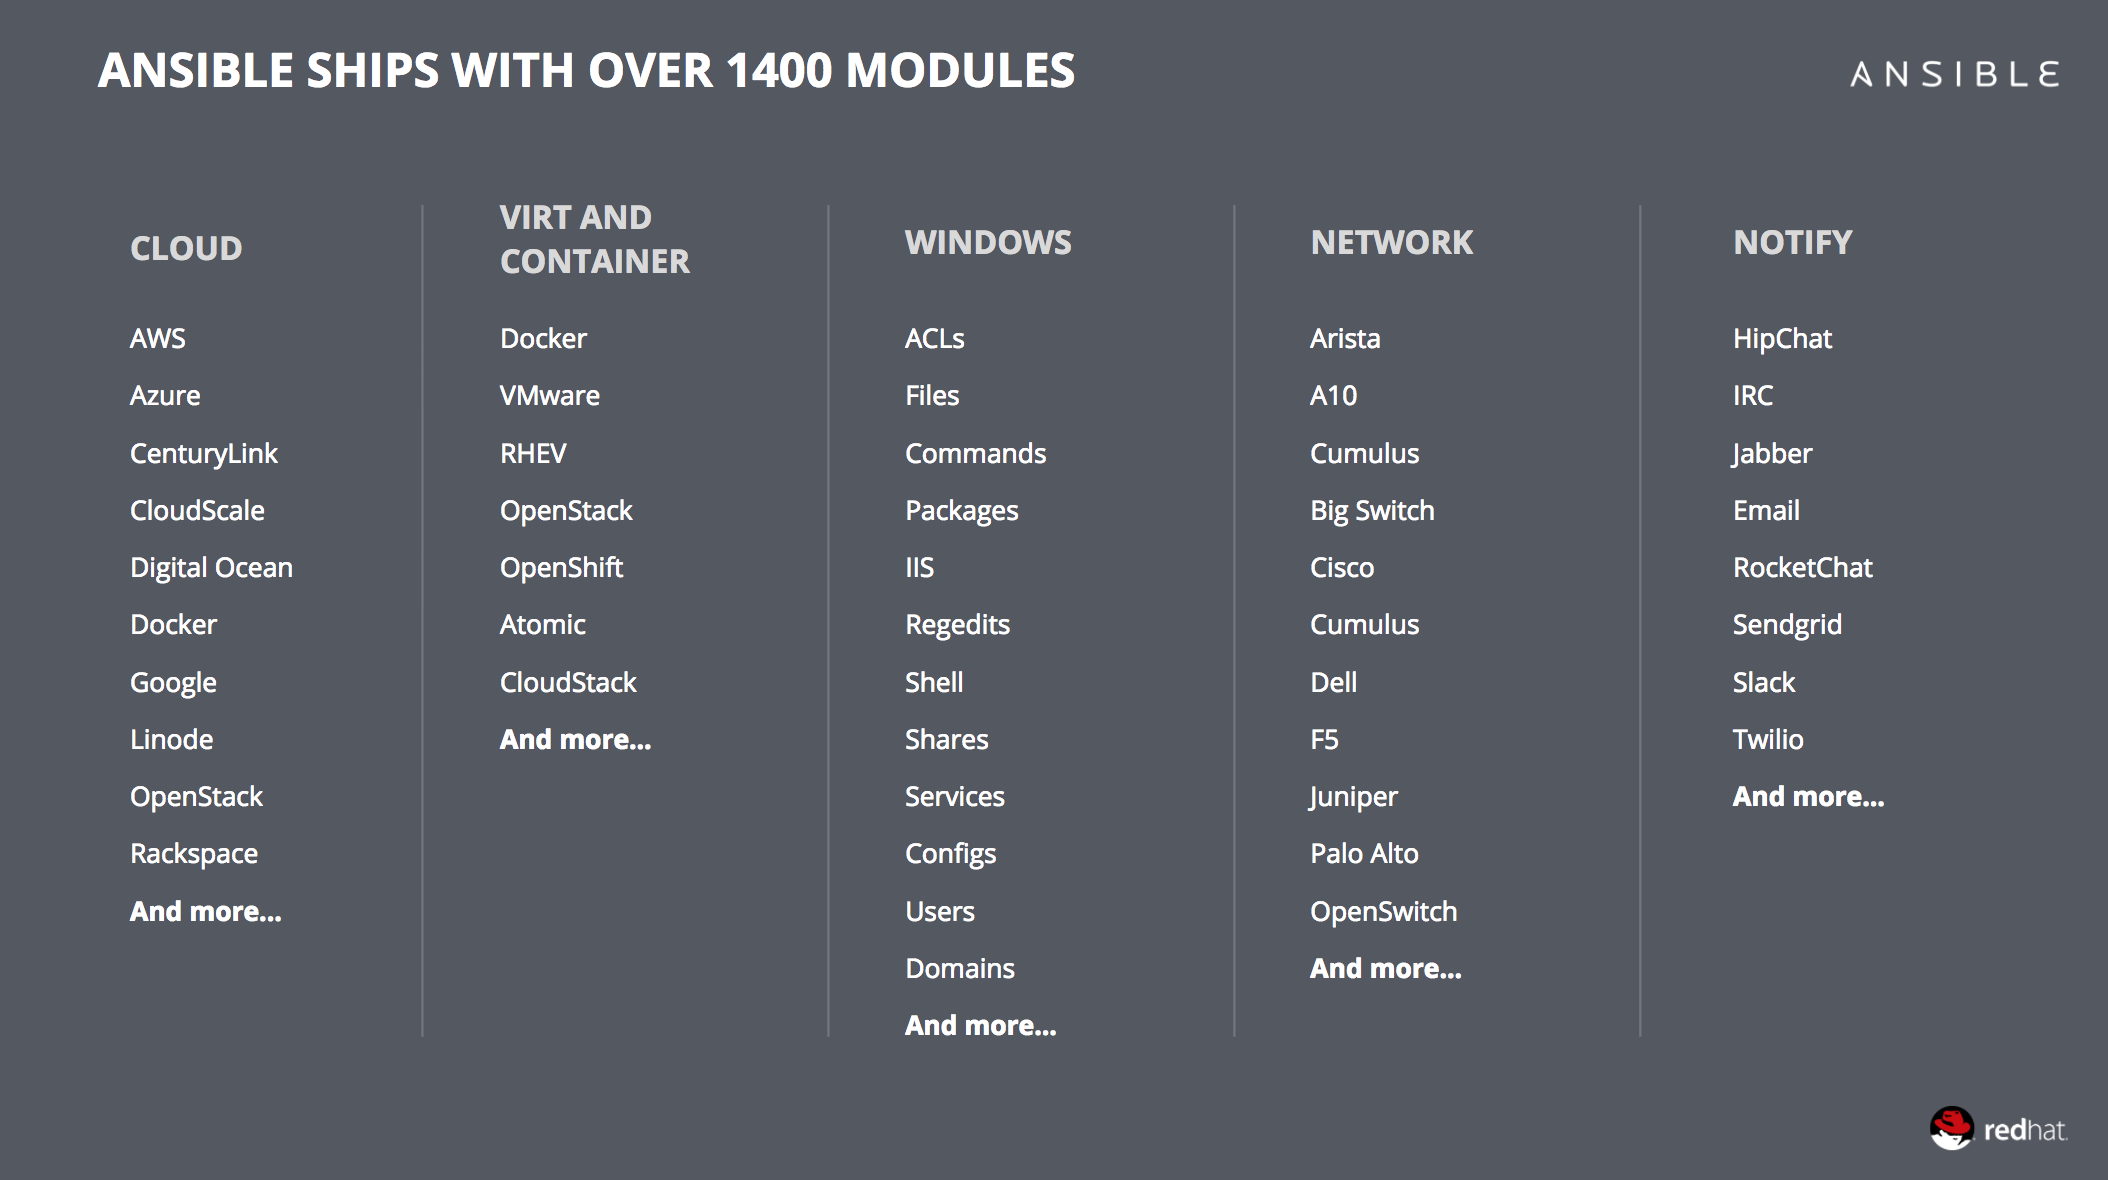 ANSIBLE SHIPS WITH OVER 1400 MODULES
ANSIBLE
CLOUD
AWS
Azure
CenturyLink
CloudScale
Digital Ocean
Docker
Google
Linode
OpenStack
Rackspace
And more...
VIRT AND
CONTAINER
Docker
VMware
RHEV
OpenStack
OpenShift
Atomic
CloudStack
And more...
WINDOWS
ACLs
Files
Commands
Packages
IIS
Regedits
Shell
Shares
Services
Configs
Users
Domains
And more...
NETWORK
Arista
A10
Cumulus
Big Switch
Cisco
Cumulus
Dell
F5
Juniper
Palo Alto
OpenSwitch
And more...
NOTIFY
HipChat
IRC
Jabber
Email
RocketChat
Sendgrid
Slack
Twilio
And more...
redhat.